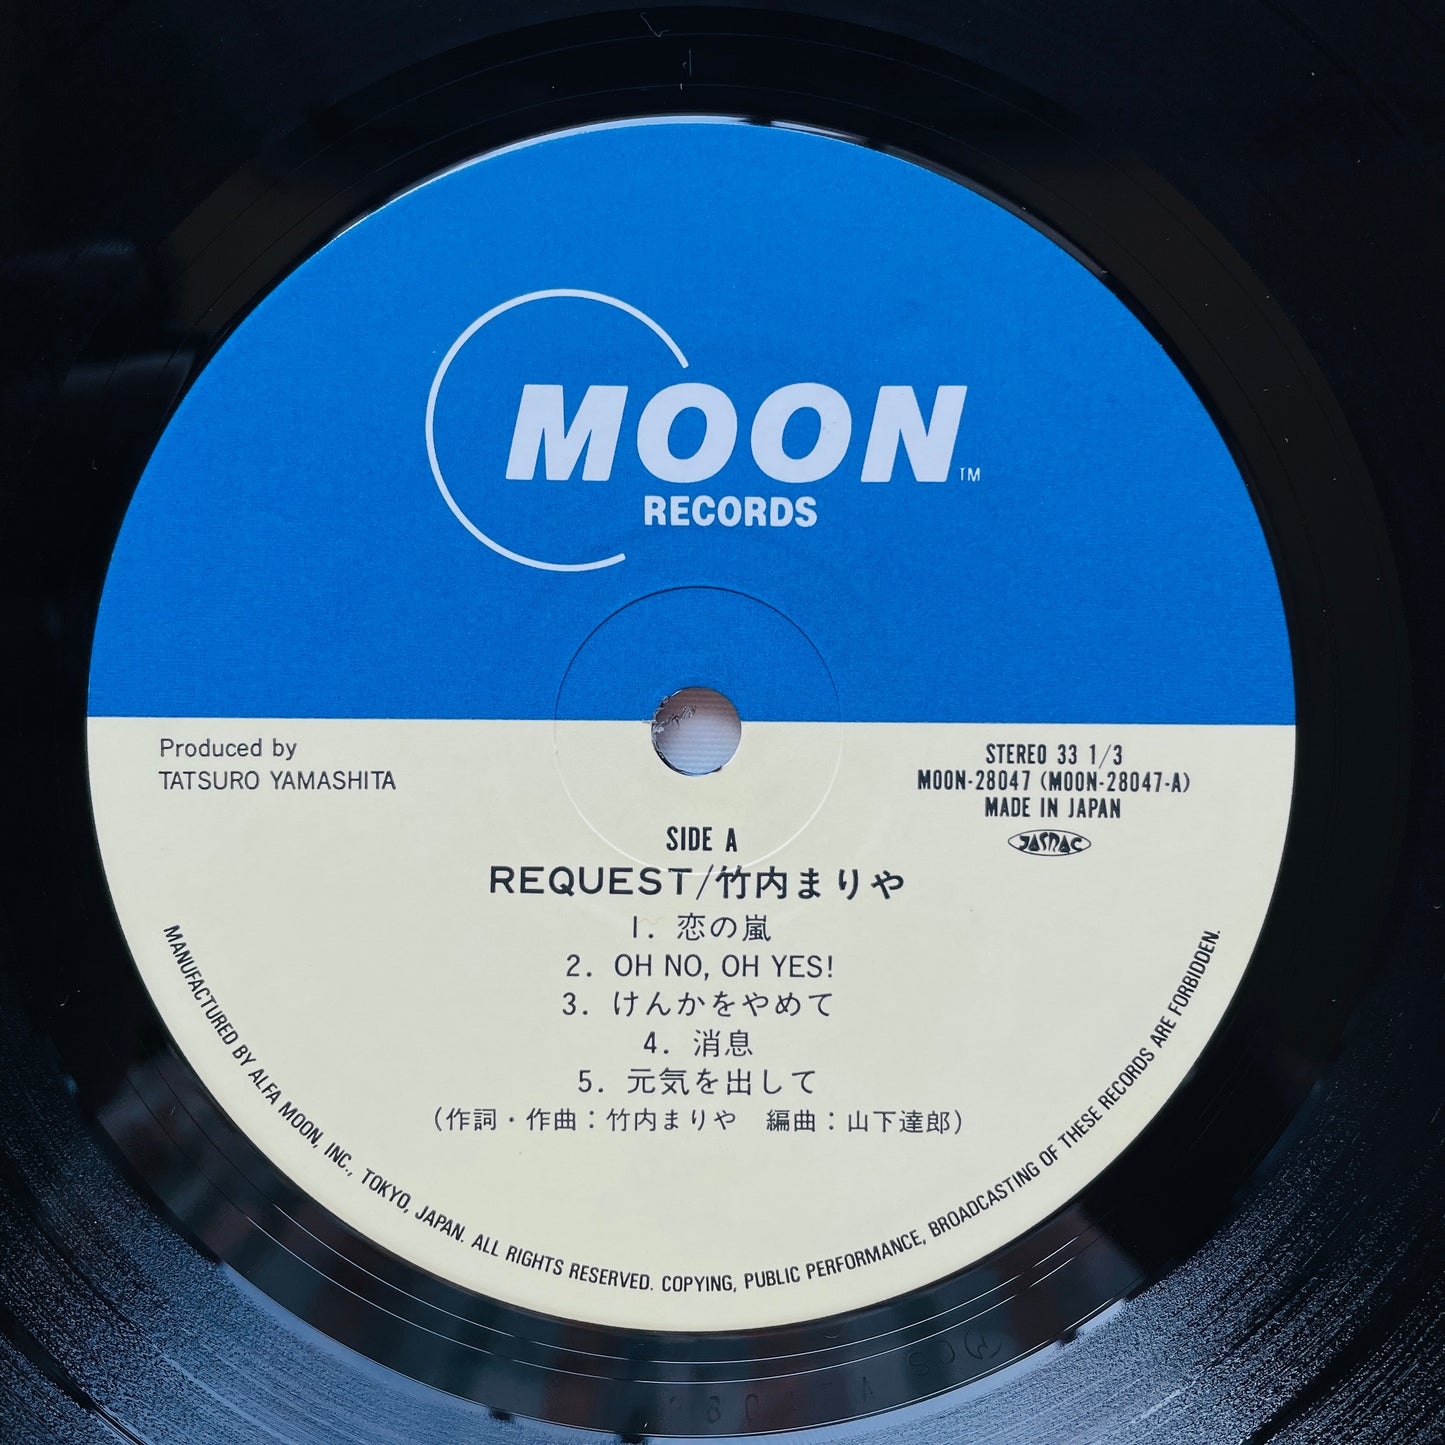 MOON TM
RECORDS
Produced by
TATSURO YAMASHITA
STEREO 33 1/3
MOON-28047 (MOON-28047-A)
MADE IN JAPAN
JASRAC
SIDE A
REQUEST/竹内まりや
1. 恋の嵐
2. OH NO, OH YES!
3. けんかをやめて
4. 消息
5. 元気を出して
(作詞・作曲：竹内まりや　編曲：山下達郎)
MANUFACTURED BY ALFA MOON, INC., TOKYO, JAPAN. ALL RIGHTS RESERVED. COPYING, PUBLIC PERFORMANCE, BROADCASTING OF THESE RECORDS ARE FORBIDDEN.